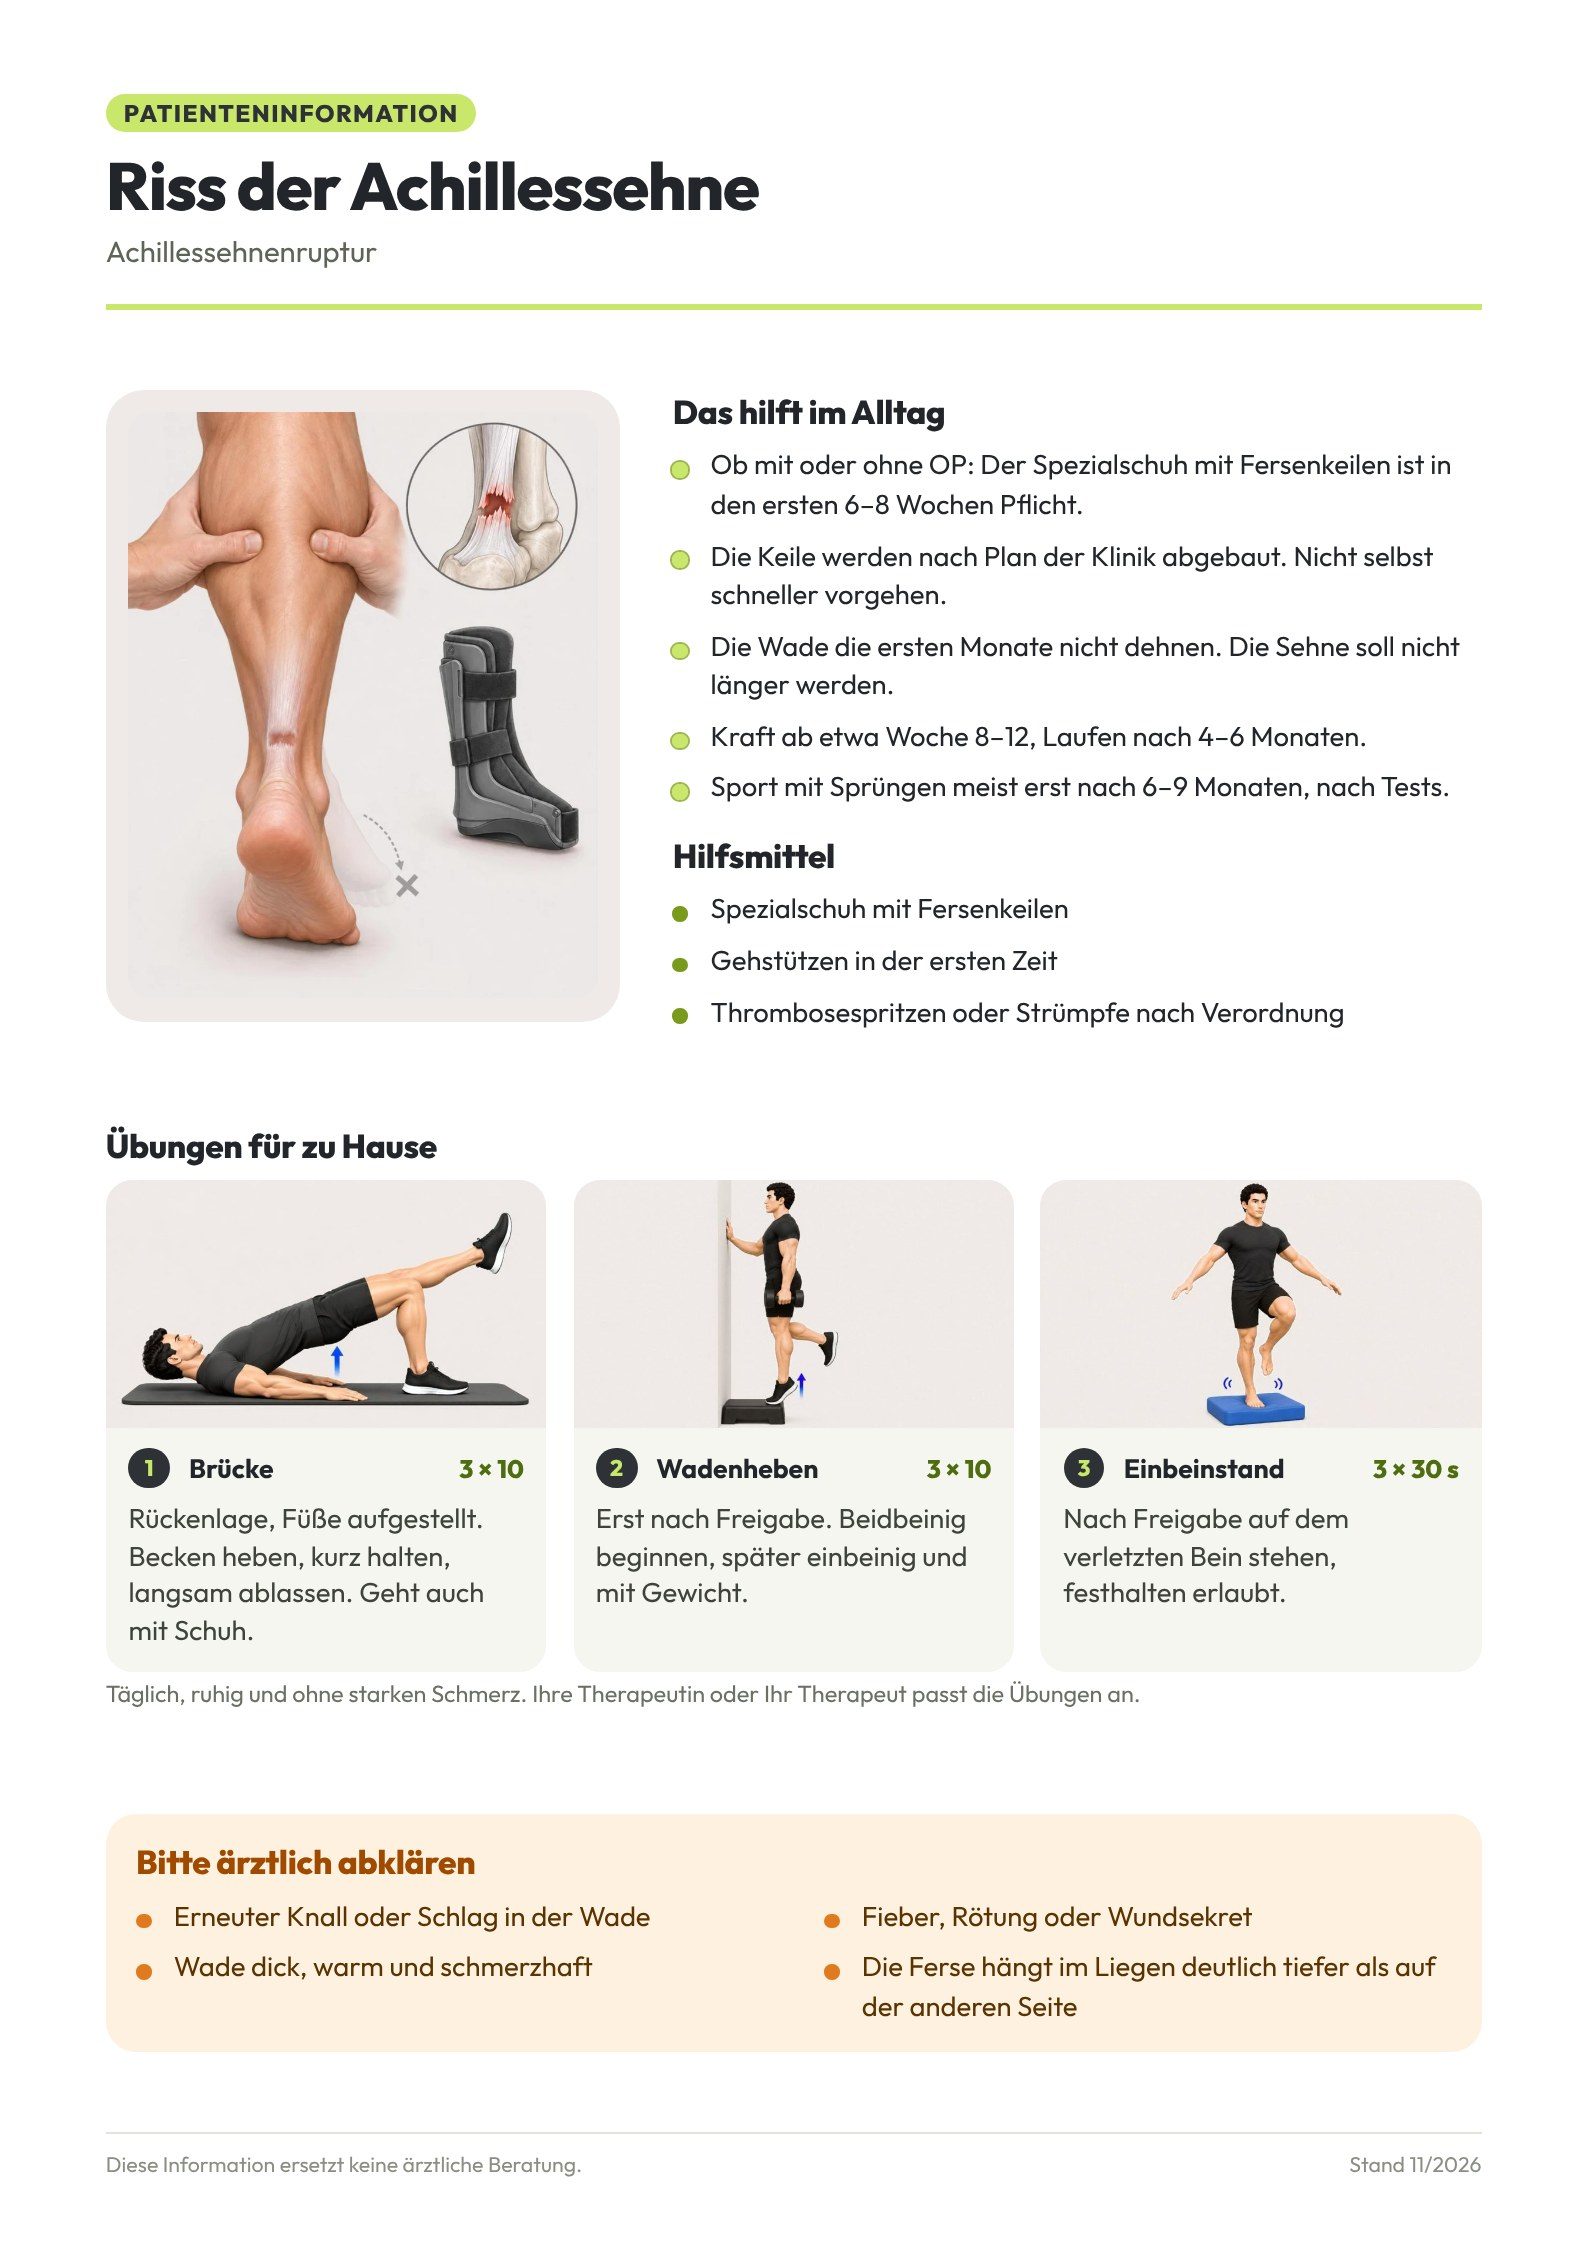 PATIENTENINFORMATION
Riss der Achillessehne
Achillessehnenruptur
Das hilft im Alltag
Ob mit oder ohne OP: Der Spezialschuh mit Fersenkeilen ist in
den ersten 6–8 Wochen Pflicht.
Die Keile werden nach Plan der Klinik abgebaut. Nicht selbst
schneller vorgehen.
Die Wade die ersten Monate nicht dehnen. Die Sehne soll nicht
länger werden.
Kraft ab etwa Woche 8–12, Laufen nach 4–6 Monaten.
Sport mit Sprüngen meist erst nach 6–9 Monaten, nach Tests.
Hilfsmittel
Spezialschuh mit Fersenkeilen
Gehstützen in der ersten Zeit
Thrombosespritzen oder Strümpfe nach Verordnung
Übungen für zu Hause
1 Brücke 3 × 10
Rückenlage, Füße aufgestellt.
Becken heben, kurz halten,
langsam ablassen. Geht auch
mit Schuh.
2 Wadenheben 3 × 10
Erst nach Freigabe. Beidbeinig
beginnen, später einbeinig und
mit Gewicht.
3 Einbeinstand 3 × 30 s
Nach Freigabe auf dem
verletzten Bein stehen,
festhalten erlaubt.
Täglich, ruhig und ohne starken Schmerz. Ihre Therapeutin oder Ihr Therapeut passt die Übungen an.
Bitte ärztlich abklären
Erneuter Knall oder Schlag in der Wade
Wade dick, warm und schmerzhaft
Fieber, Rötung oder Wundsekret
Die Ferse hängt im Liegen deutlich tiefer als auf
der anderen Seite
Diese Information ersetzt keine ärztliche Beratung.
Stand 11/2026